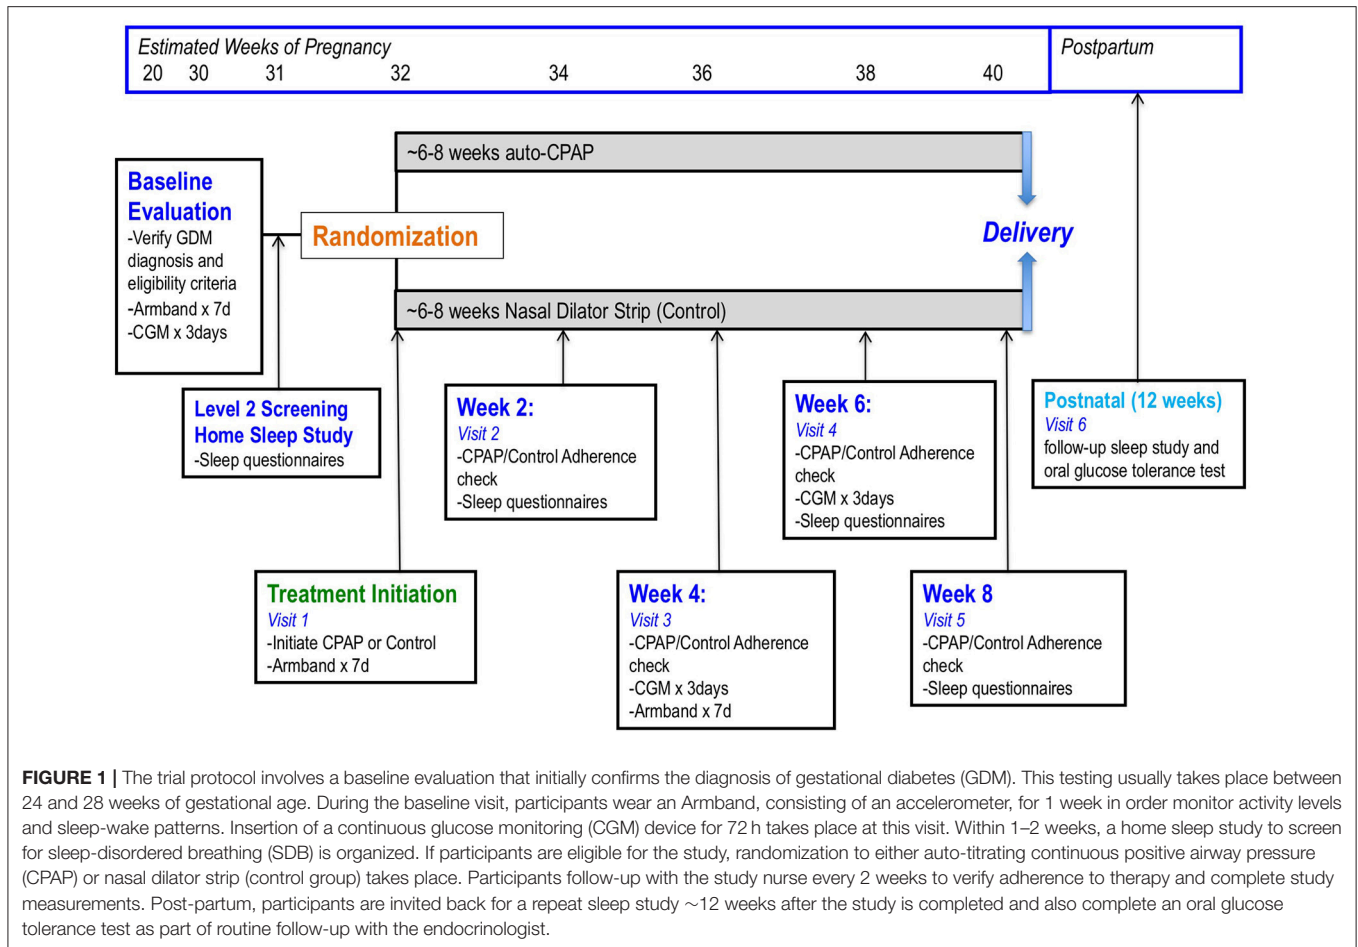 Estimated Weeks of Pregnancy
20 30 31 32 34 36 38 40
Postpartum
~6-8 weeks auto-CPAP
Baseline
Evaluation
-Verify GDM
diagnosis and
eligibility criteria
-Armband x 7d
-CGM x 3days
Randomization
Delivery
~6-8 weeks Nasal Dilator Strip (Control)
Level 2 Screening
Home Sleep Study
-Sleep questionnaires
Week 2:
Visit 2
-CPAP/Control Adherence
check
-Sleep questionnaires
Week 6:
Visit 4
-CPAP/Control Adherence
check
-CGM x 3days
-Sleep questionnaires
Postnatal (12 weeks)
Visit 6
follow-up sleep study and
oral glucose tolerance test
Treatment Initiation
Visit 1
-Initiate CPAP or Control
-Armband x 7d
Week 4:
Visit 3
-CPAP/Control Adherence
check
-CGM x 3days
-Armband x 7d
Week 8
Visit 5
-CPAP/Control Adherence
check
-Sleep questionnaires
FIGURE 1 | The trial protocol involves a baseline evaluation that initially confirms the diagnosis of gestational diabetes (GDM). This testing usually takes place between
24 and 28 weeks of gestational age. During the baseline visit, participants wear an Armband, consisting of an accelerometer, for 1 week in order monitor activity levels
and sleep-wake patterns. Insertion of a continuous glucose monitoring (CGM) device for 72 h takes place at this visit. Within 1–2 weeks, a home sleep study to screen
for sleep-disordered breathing (SDB) is organized. If participants are eligible for the study, randomization to either auto-titrating continuous positive airway pressure
(CPAP) or nasal dilator strip (control group) takes place. Participants follow-up with the study nurse every 2 weeks to verify adherence to therapy and complete study
measurements. Post-partum, participants are invited back for a repeat sleep study ~12 weeks after the study is completed and also complete an oral glucose
tolerance test as part of routine follow-up with the endocrinologist.